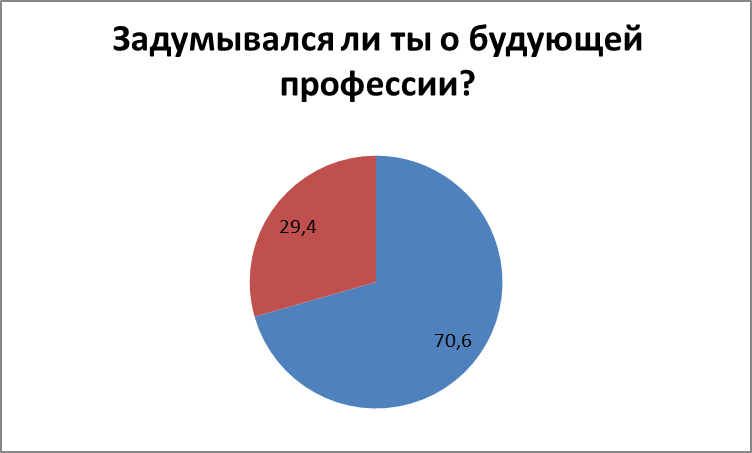 Задумывался ли ты о будующей
профессии?
29,4
70,6